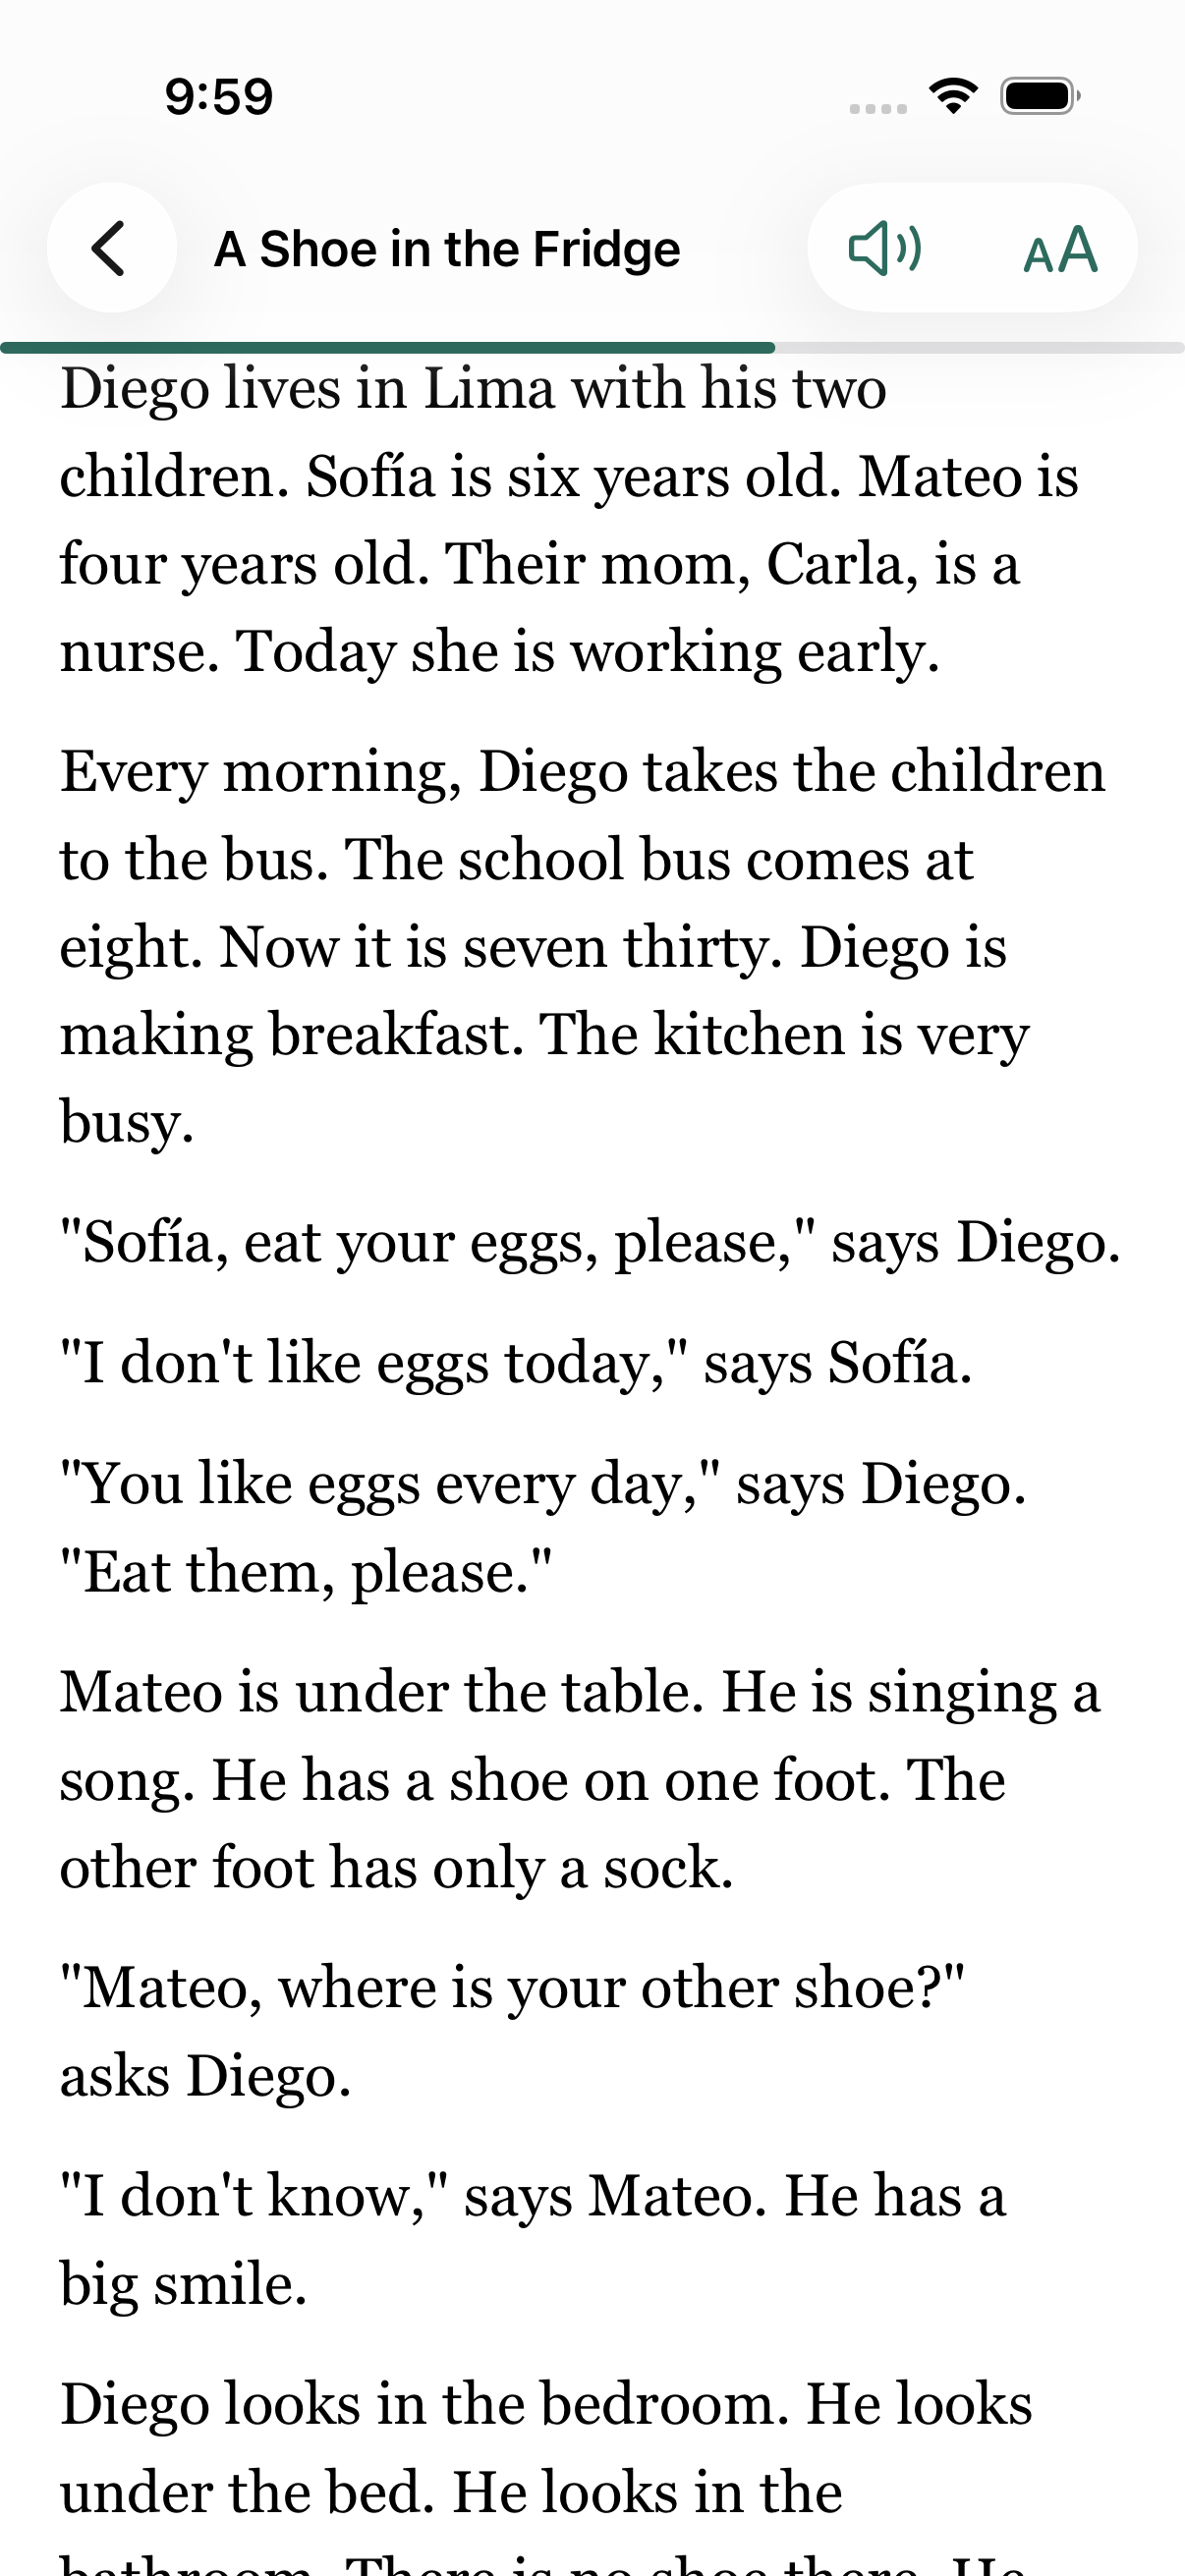 9:59
A Shoe in the Fridge
AA
Diego lives in Lima with his two
children. Sofía is six years old. Mateo is
four years old. Their mom, Carla, is a
nurse. Today she is working early.
Every morning, Diego takes the children
to the bus. The school bus comes at
eight. Now it is seven thirty. Diego is
making breakfast. The kitchen is very
busy.
"Sofía, eat your eggs, please," says Diego.
"I don't like eggs today," says Sofía.
"You like eggs every day," says Diego.
"Eat them, please."
Mateo is under the table. He is singing a
song. He has a shoe on one foot. The
other foot has only a sock.
"Mateo, where is your other shoe?"
asks Diego.
"I don't know," says Mateo. He has a
big smile.
Diego looks in the bedroom. He looks
under the bed. He looks in the
bathroom. There is no shoe there. He